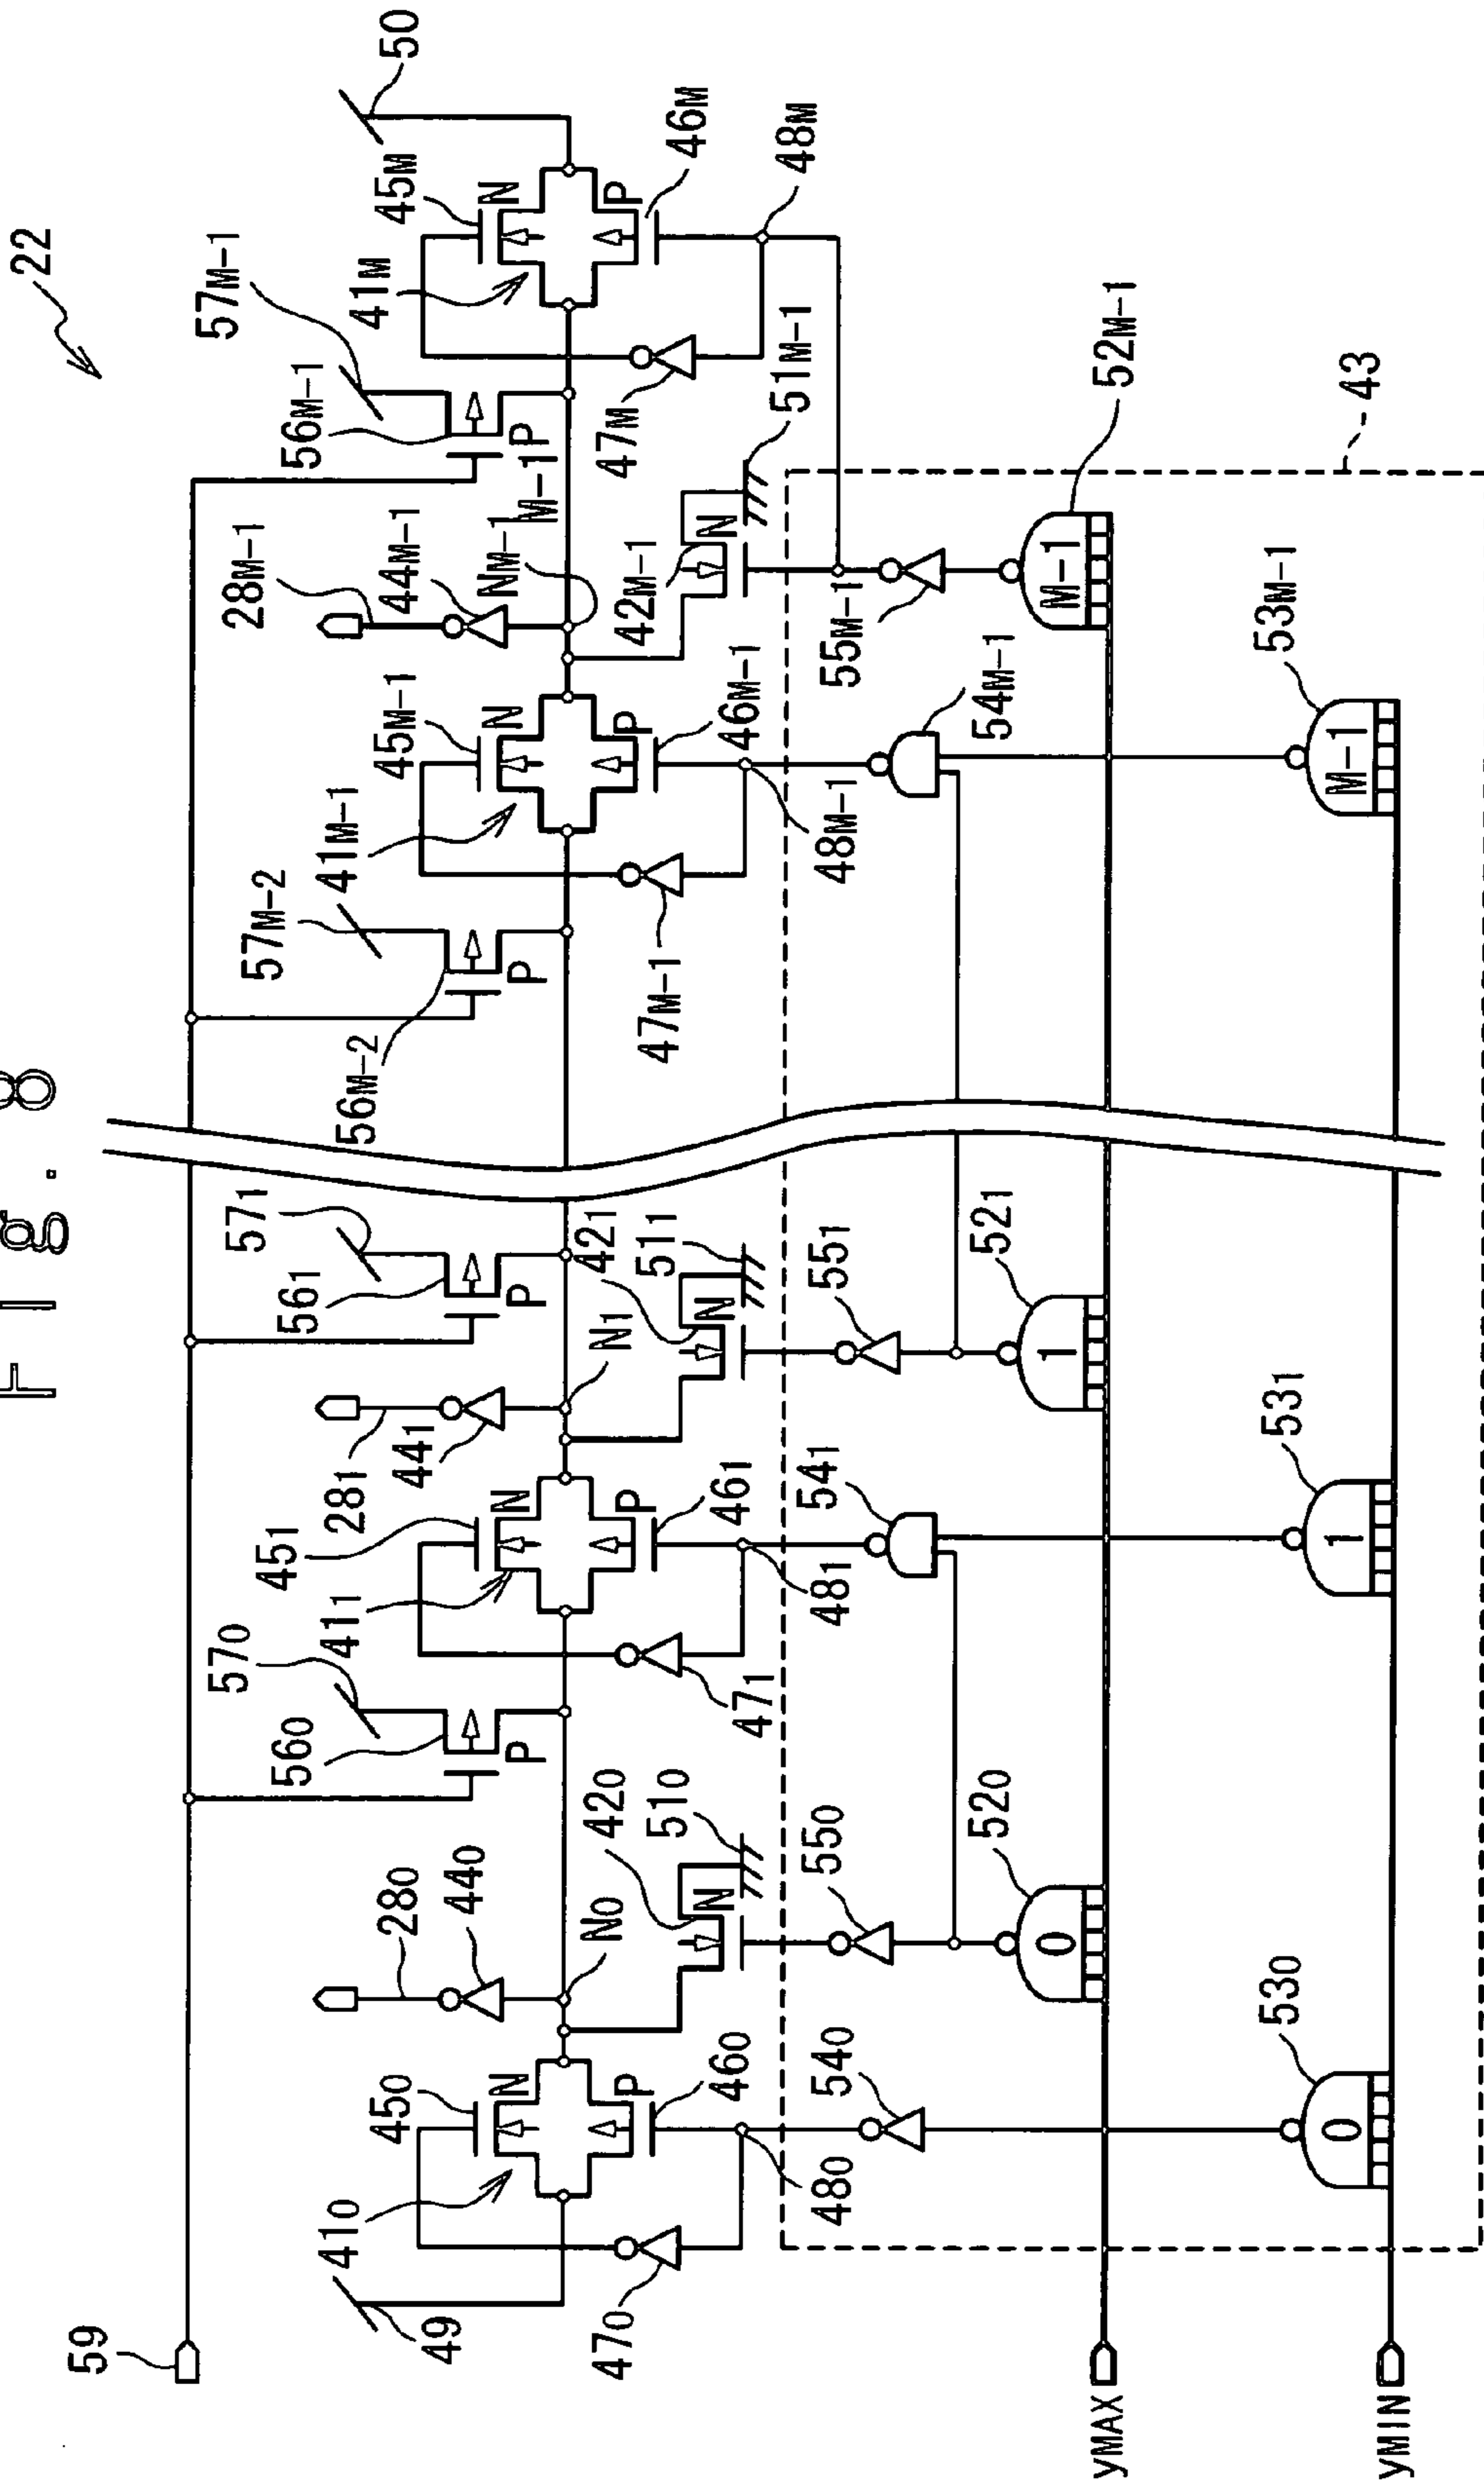 Fig. 8
22
59
50
49
57₀
56₀
57₁
56₁
57M-2
56M-2
57M-1
56M-1
28₀
44₀
28₁
44₁
28M-1
44M-1
41₀
45₀
N
P
46₀
47₀
48₀
N₀
42₀
N
51₀
P
41₁
45₁
N
P
46₁
47₁
48₁
N₁
42₁
N
51₁
P
P
41M-1
45M-1
N
P
46M-1
47M-1
48M-1
NM-1
M-1
42M-1
N
51M-1
P
41M
45M
N
P
46M
47M
48M
54₀
55₀
54₁
55₁
54M-1
55M-1
43
52₀
0
52₁
1
52M-1
M-1
53₀
0
53₁
1
53M-1
M-1
yMAX
yMIN